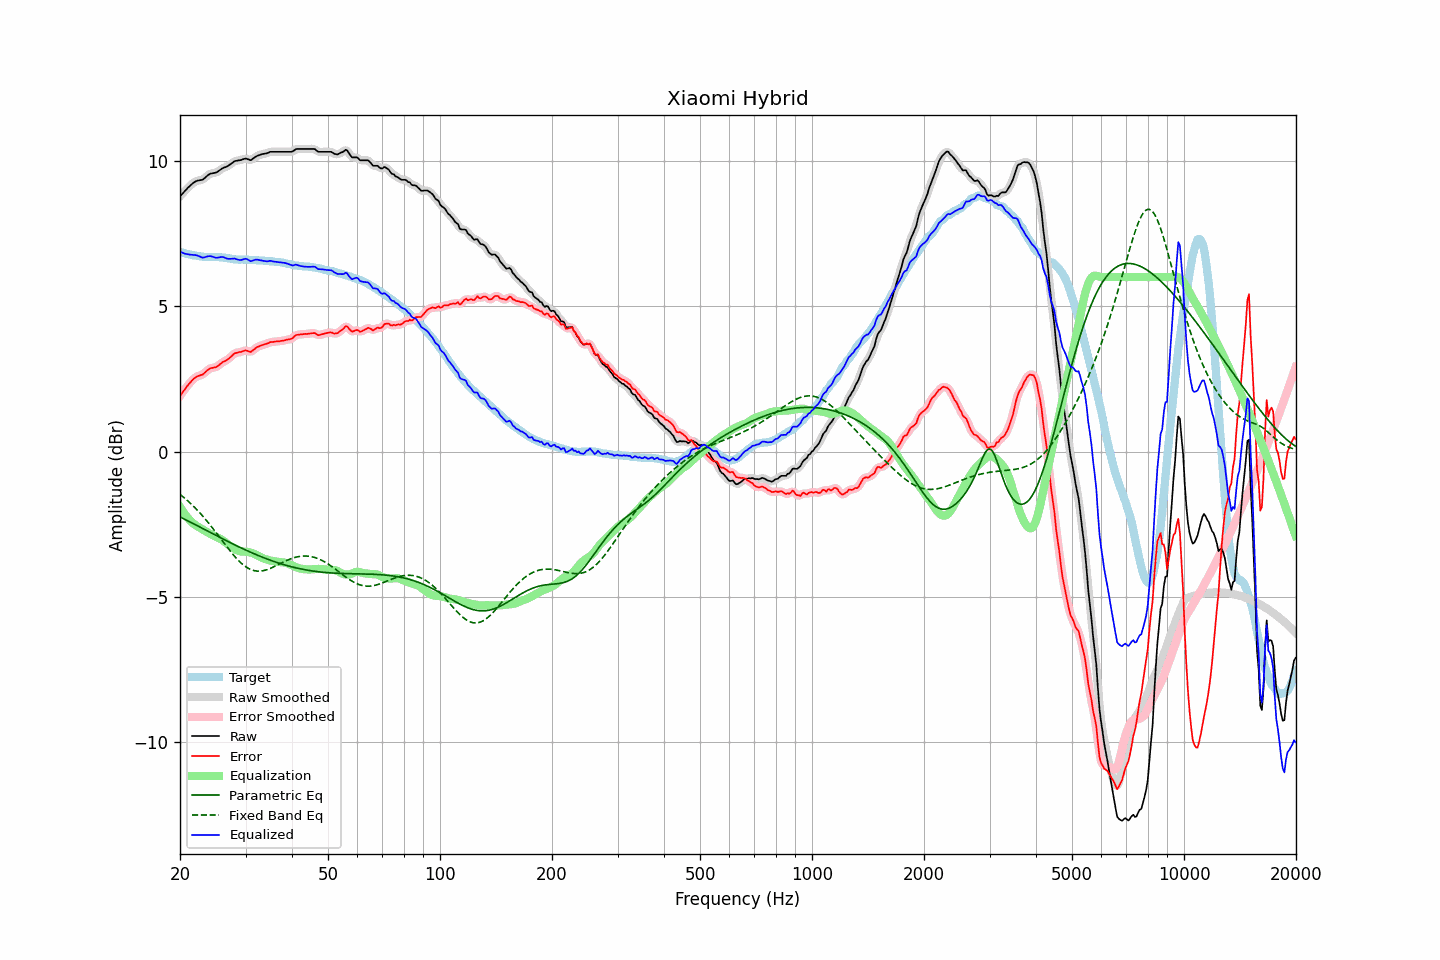 Xiaomi Hybrid
Amplitude (dBr)
10
5
0
−5
−10
Target
Raw Smoothed
Error Smoothed
Raw
Error
Equalization
Parametric Eq
Fixed Band Eq
Equalized
20 50 100 200 500 1000 2000 5000 10000 20000
Frequency (Hz)